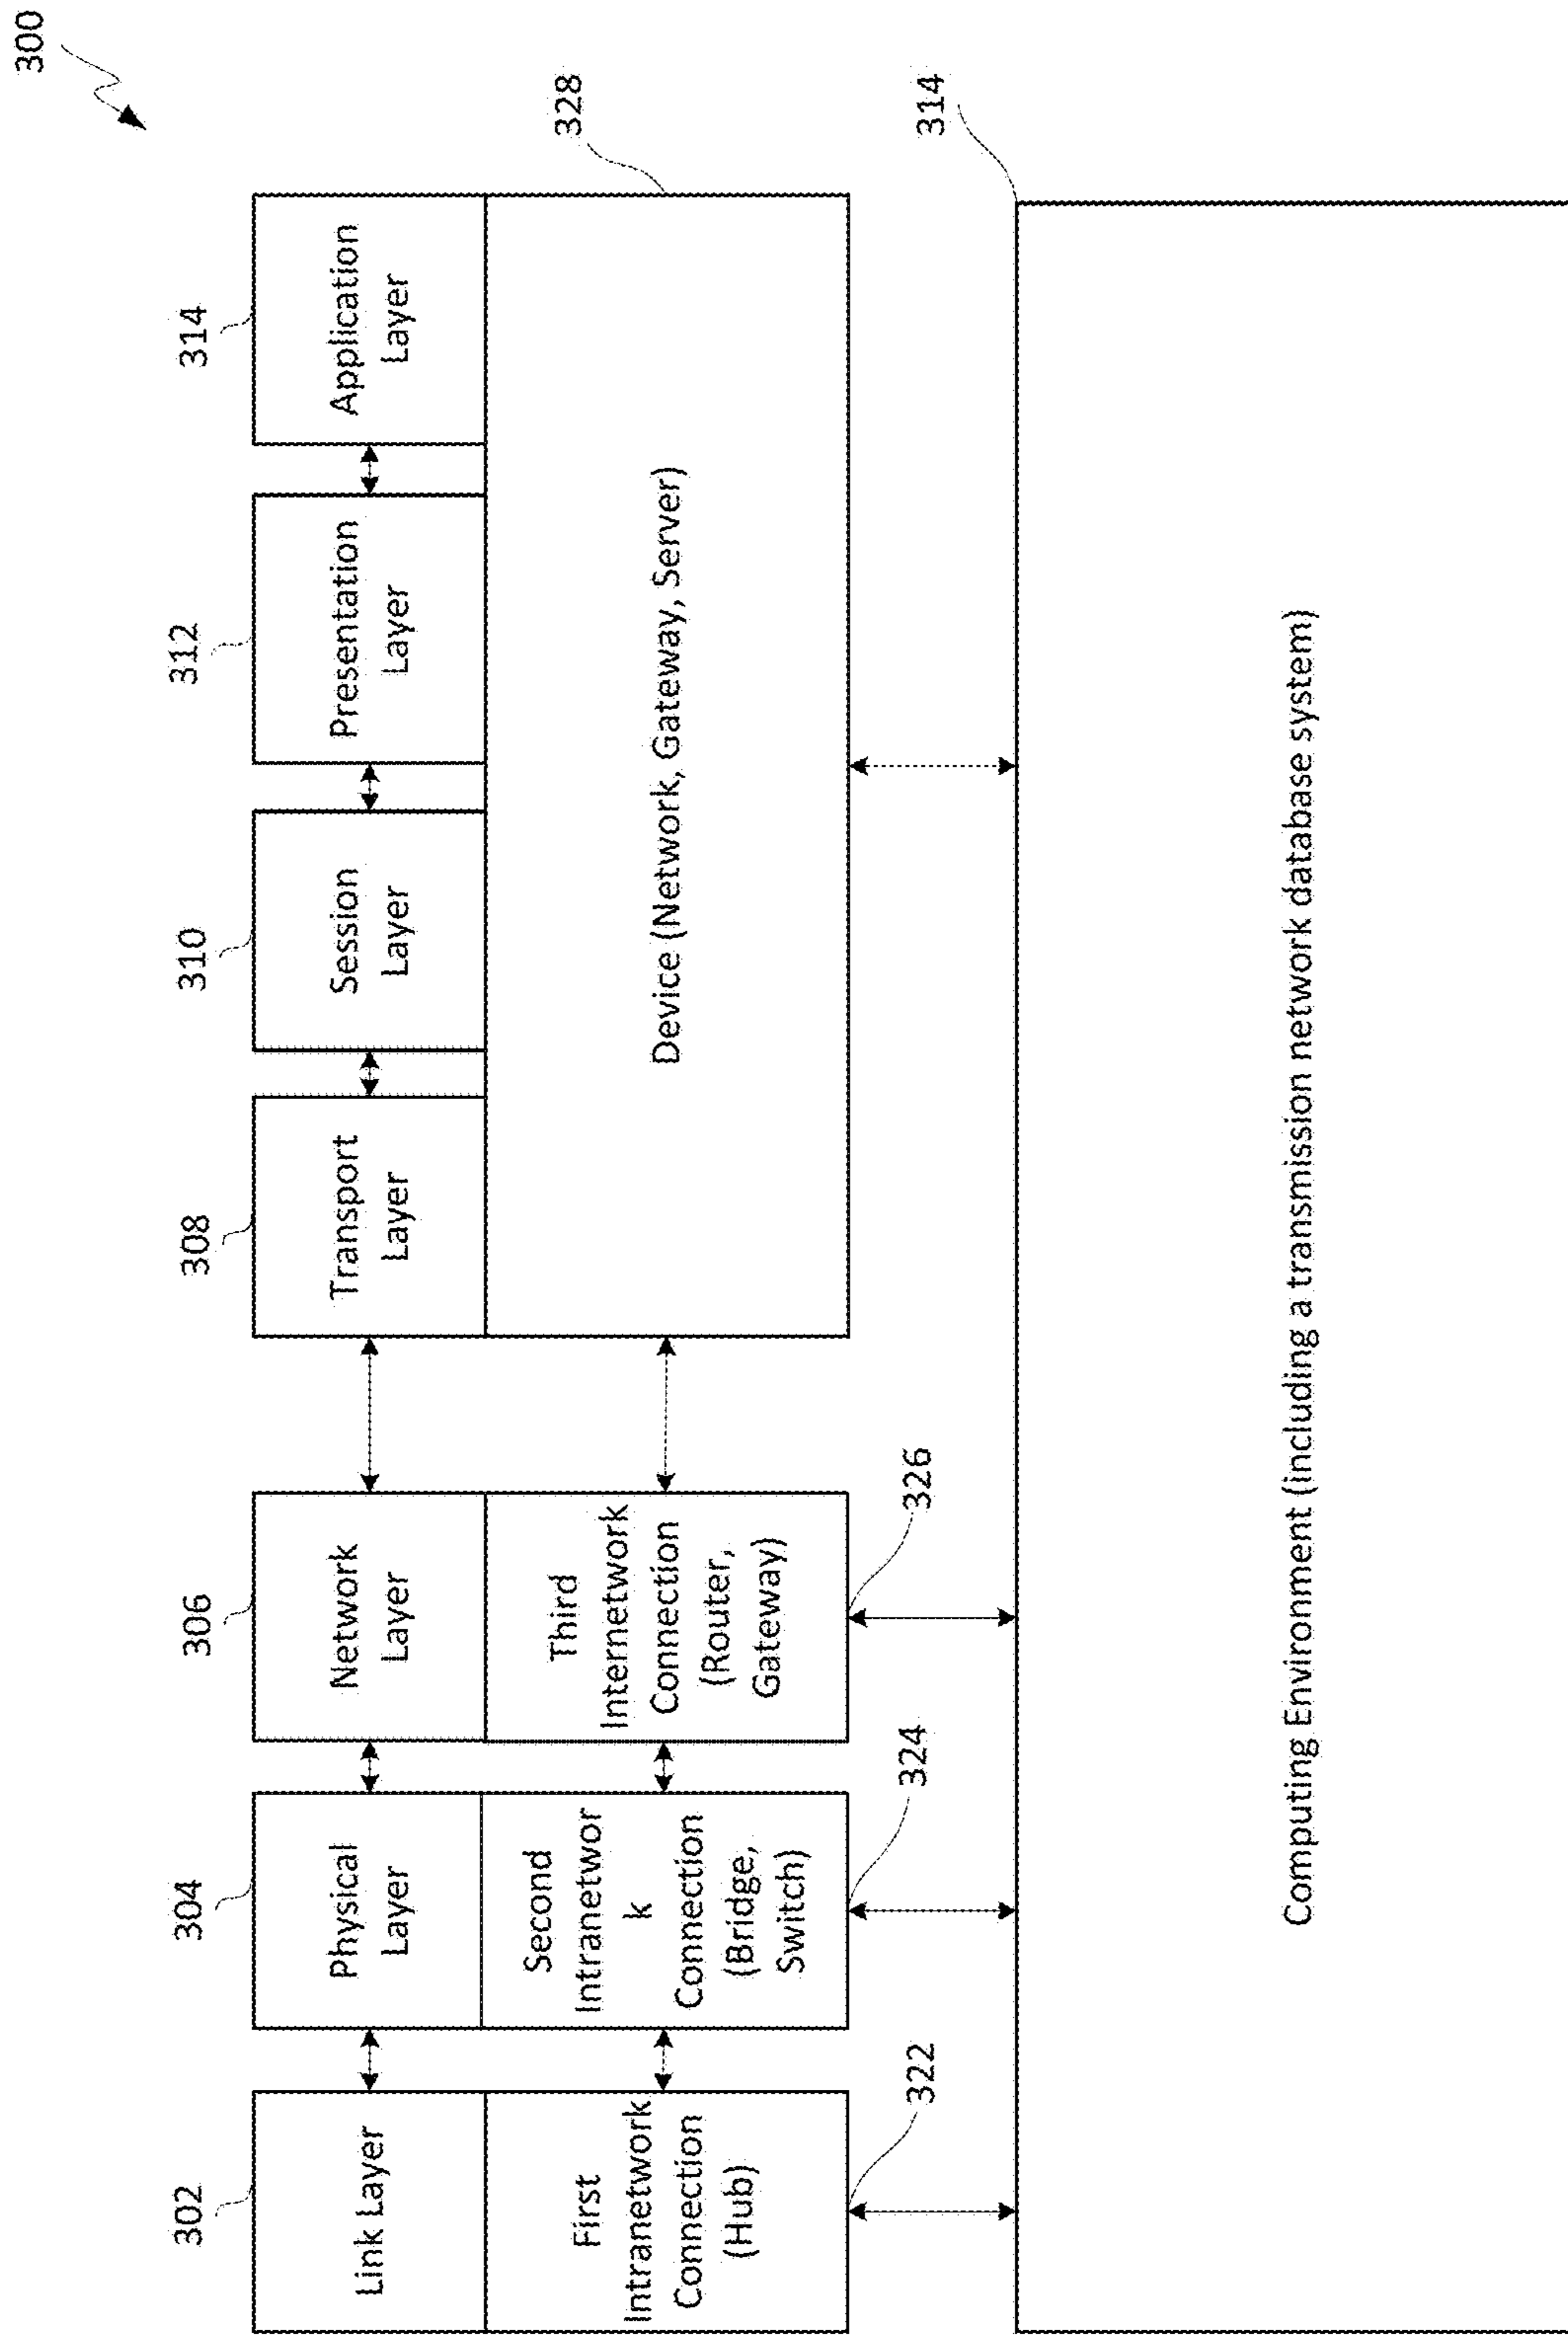 300
302
304
306
308
310
312
314
Link Layer
Physical
Layer
Network
Layer
Transport
Layer
Session
Layer
Presentation
Layer
Application
Layer
First
Intranetwork
Connection
(Hub)
Second
Intranetwor
k
Connection
(Bridge,
Switch)
Third
Internetwork
Connection
(Router,
Gateway)
Device (Network, Gateway, Server)
328
322
324
326
314
Computing Environment (including a transmission network database system)